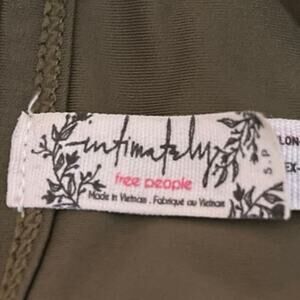 intimately
free people
Made in Vietnam . Fabriqué au Vietnam
S.P